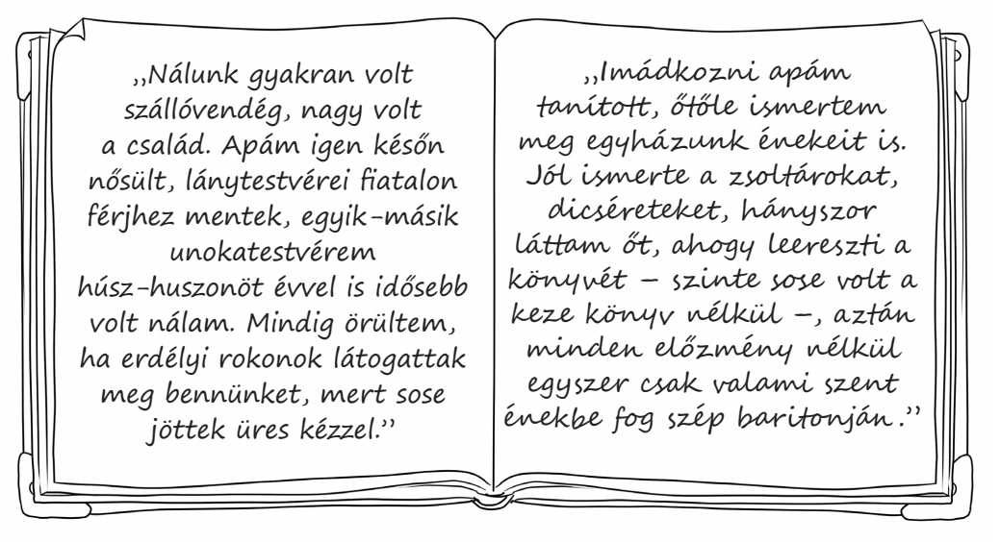 „Nálunk gyakran volt
szállóvendég, nagy volt
a család. Apám igen későn
nősült, lánytestvérei fiatalon
férjhez mentek, egyik-másik
unokatestvérem
húsz-huszonöt évvel is idősebb
volt nálam. Mindig örültem,
ha erdélyi rokonok látogattak
meg bennünket, mert sose
jöttek üres kézzel.”
„Imádkozni apám
tanított, őtőle ismertem
meg egyházunk énekeit is.
Jól ismerte a zsoltárokat,
dicséreteket, hányszor
láttam őt, ahogy leereszti a
könyvét – szinte sose volt a
keze könyv nélkül –, aztán
minden előzmény nélkül
egyszer csak valami szent
énekbe fog szép baritonján.”